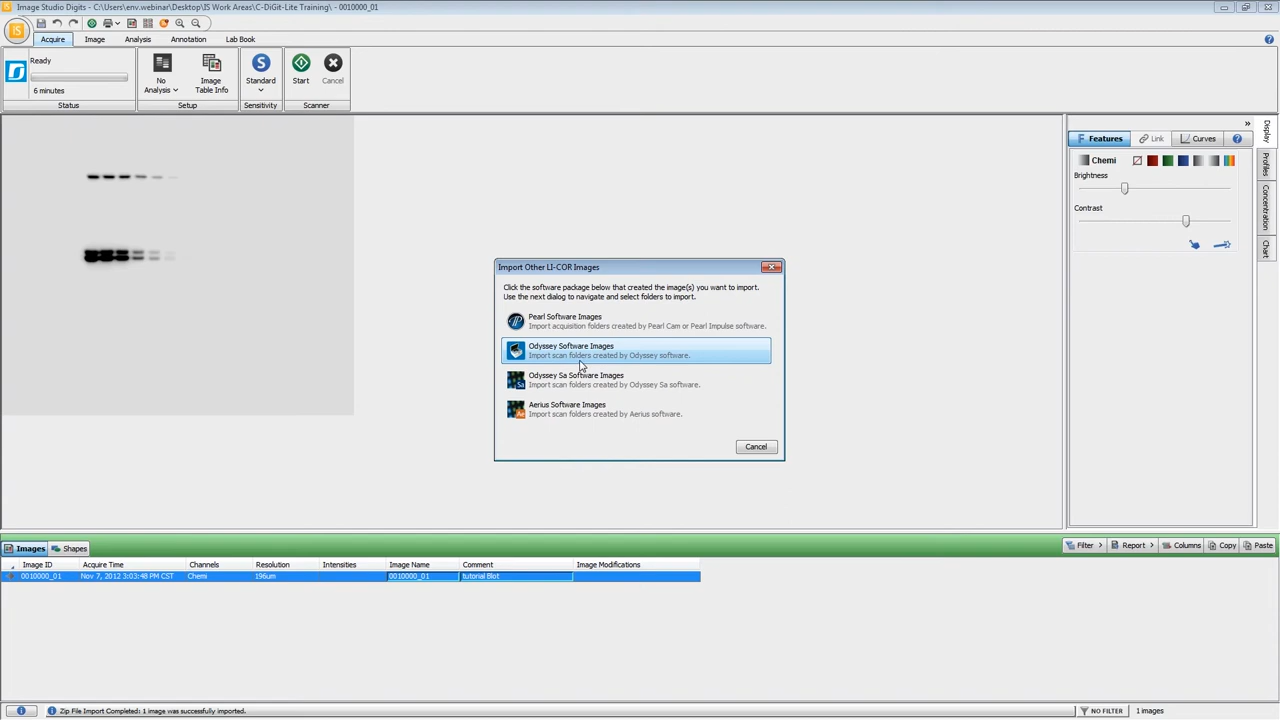 Image Studio Digits - C:\Users\env.webinar\Desktop\IS Work Areas\C-DiGit-Lite Training\ - 0010000_01
IS
Acquire Image Analysis Annotation Lab Book
Ready
6 minutes
Status
No Analysis
Image Table Info
Setup
S
Standard
Sensitivity
Start Cancel
Scanner
F Features Link Curves
Chemi
Brightness
Contrast
Display
Profiles
Concentration
Chart
Import Other LI-COR Images
Click the software package below that created the image(s) you want to import.
Use the next dialog to navigate and select folders to import.
Pearl Software Images
Import acquisition folders created by Pearl Cam or Pearl Impulse software.
Odyssey Software Images
Import scan folders created by Odyssey software.
Odyssey Sa Software Images
Import scan folders created by Odyssey Sa software.
Aerius Software Images
Import scan folders created by Aerius software.
Cancel
Images Shapes Filter Report Columns Copy Paste
Image ID Acquire Time Channels Resolution Intensities Image Name Comment Image Modifications
0010000_01 Nov 7, 2012 3:03:48 PM CST Chemi 196um 0010000_01 tutorial Blot
Zip File Import Completed: 1 image was successfully imported. NO FILTER 1 images